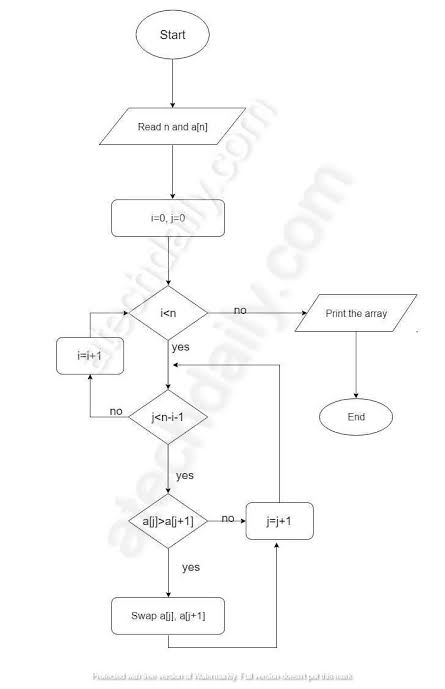 Start
Read n and a[n]
i=0, j=0
i<n
no
Print the array
yes
i=i+1
End
no
j<n-i-1
yes
a[j]>a[j+1]
no
j=j+1
yes
Swap a[j], a[j+1]
atechdaily.com
atechdaily.com
Protected with free version of Watermarkly. Full version doesn't put this mark.